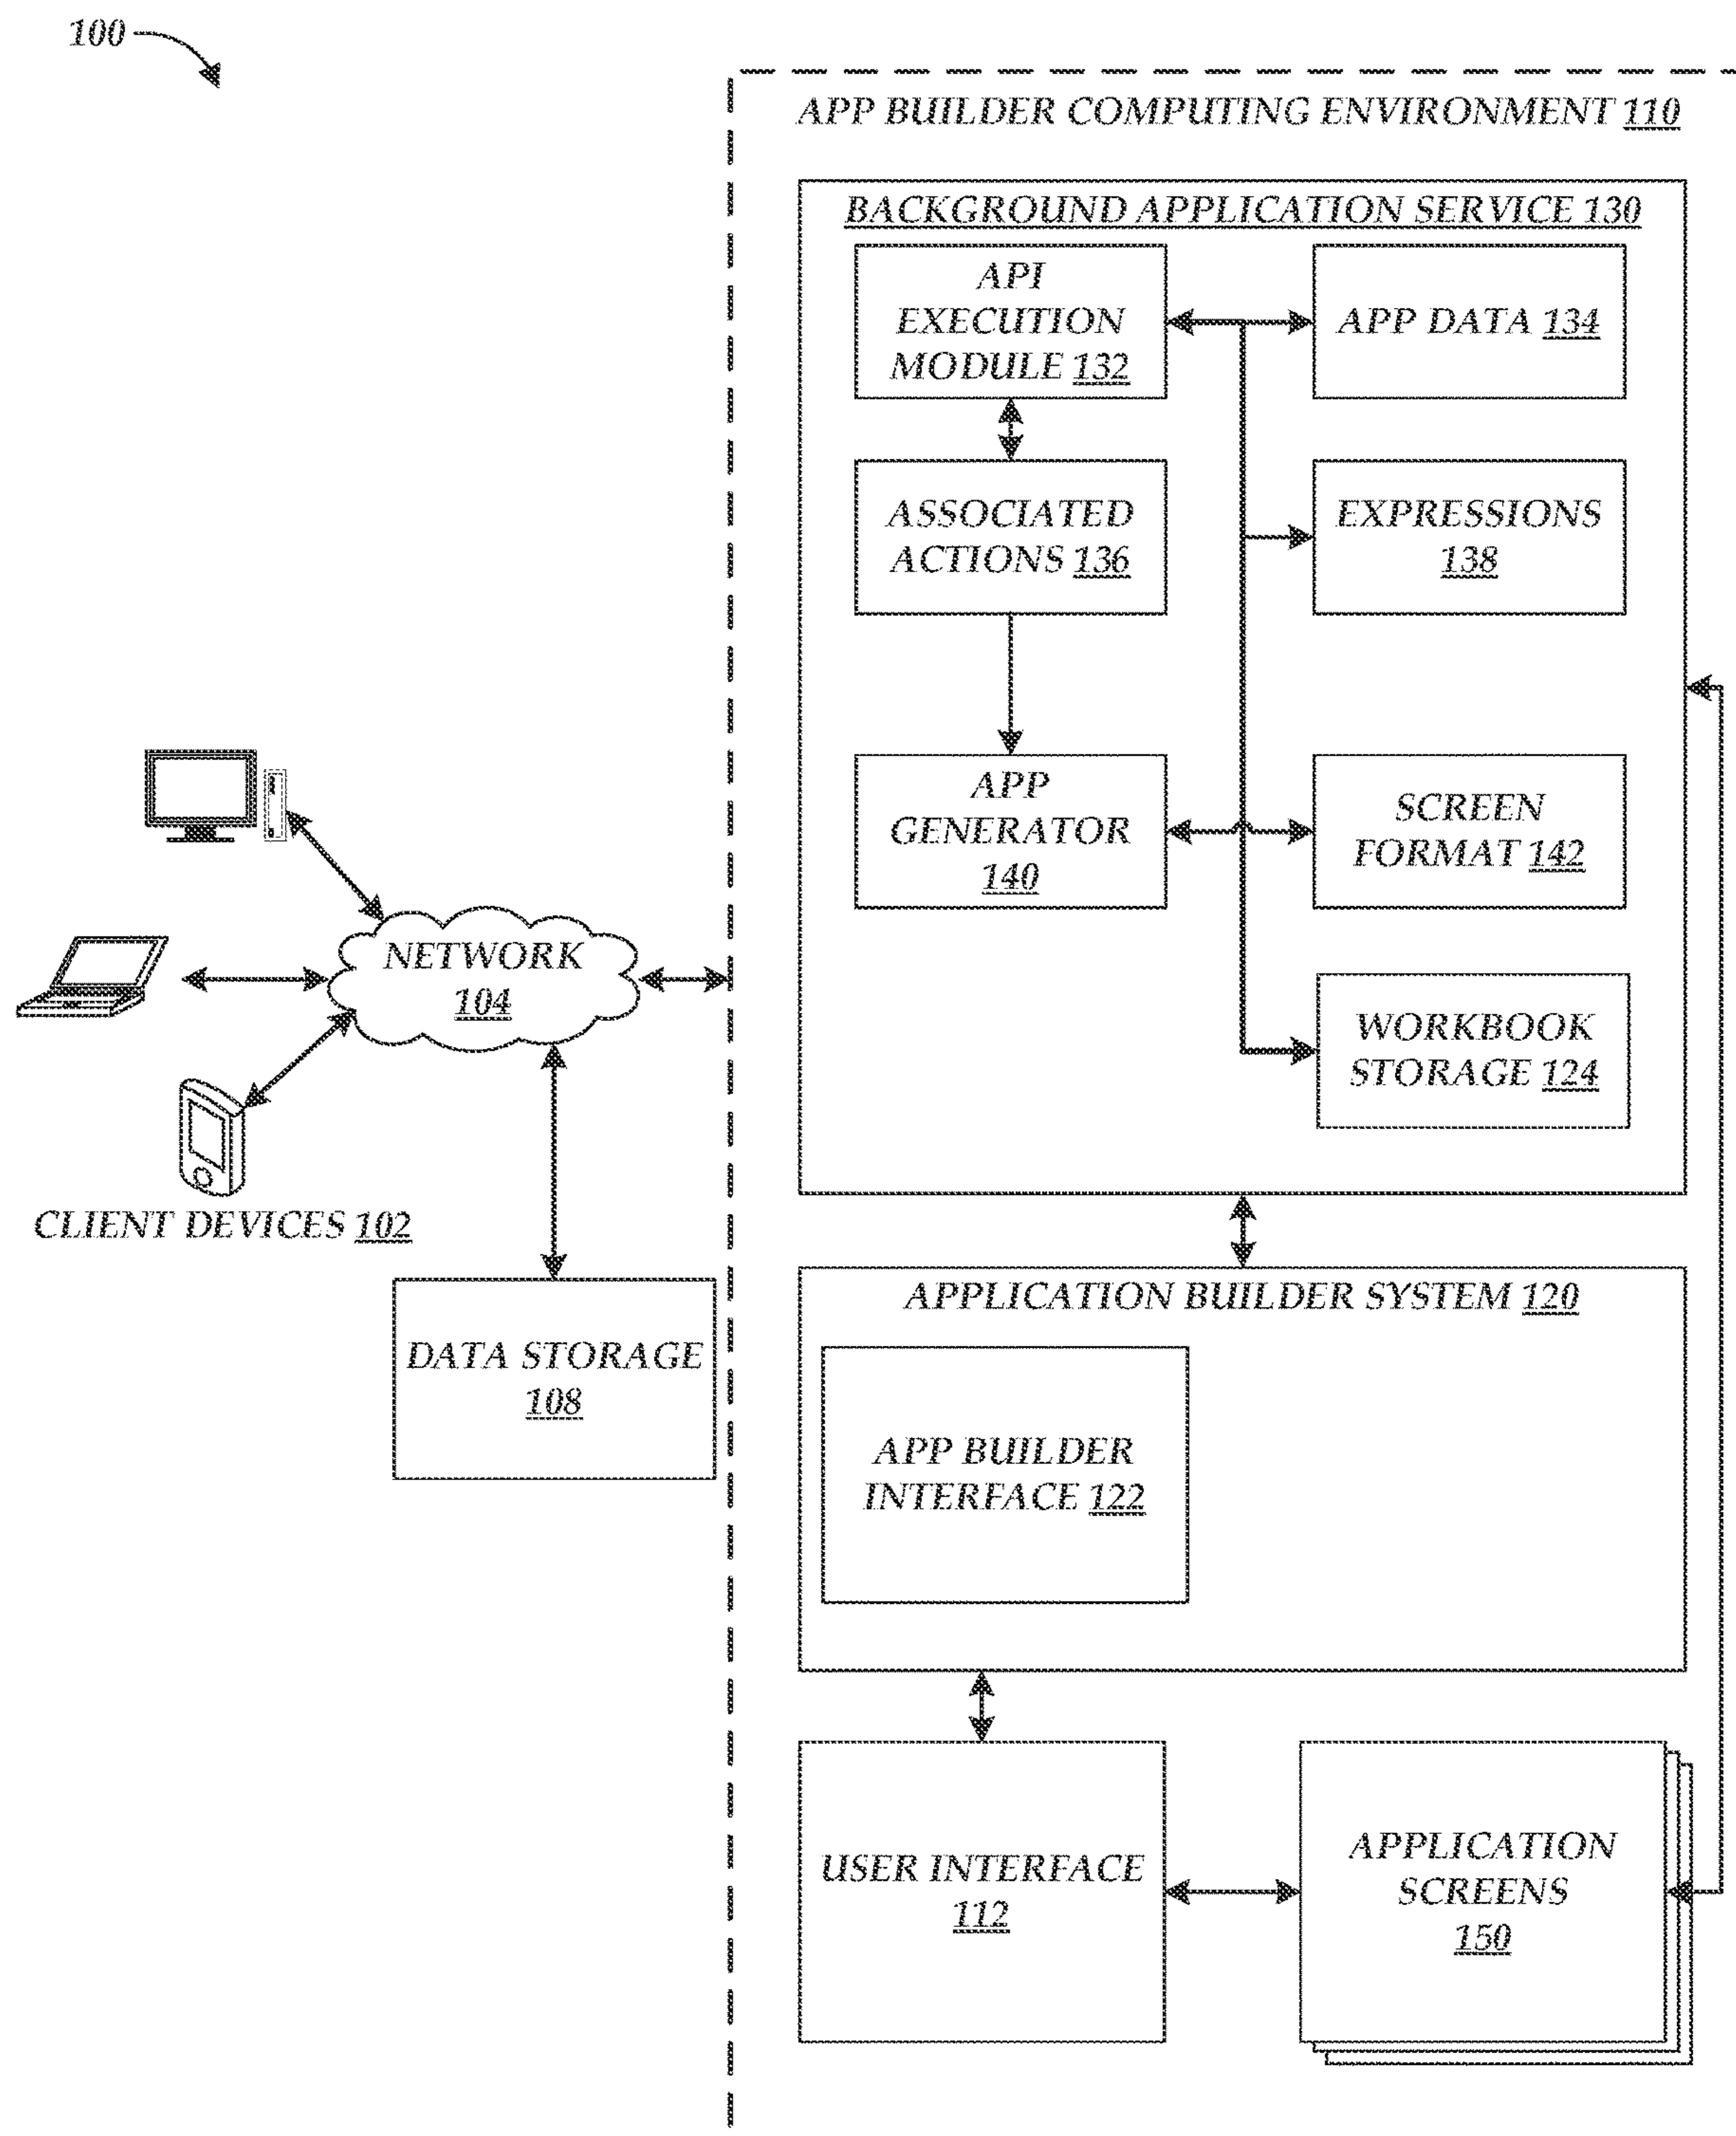 100
APP BUILDER COMPUTING ENVIRONMENT 110
BACKGROUND APPLICATION SERVICE 130
API
EXECUTION
MODULE 132
APP DATA 134
ASSOCIATED
ACTIONS 136
EXPRESSIONS
138
APP
GENERATOR
140
SCREEN
FORMAT 142
WORKBOOK
STORAGE 124
NETWORK
104
CLIENT DEVICES 102
DATA STORAGE
108
APPLICATION BUILDER SYSTEM 120
APP BUILDER
INTERFACE 122
USER INTERFACE
112
APPLICATION
SCREENS
150